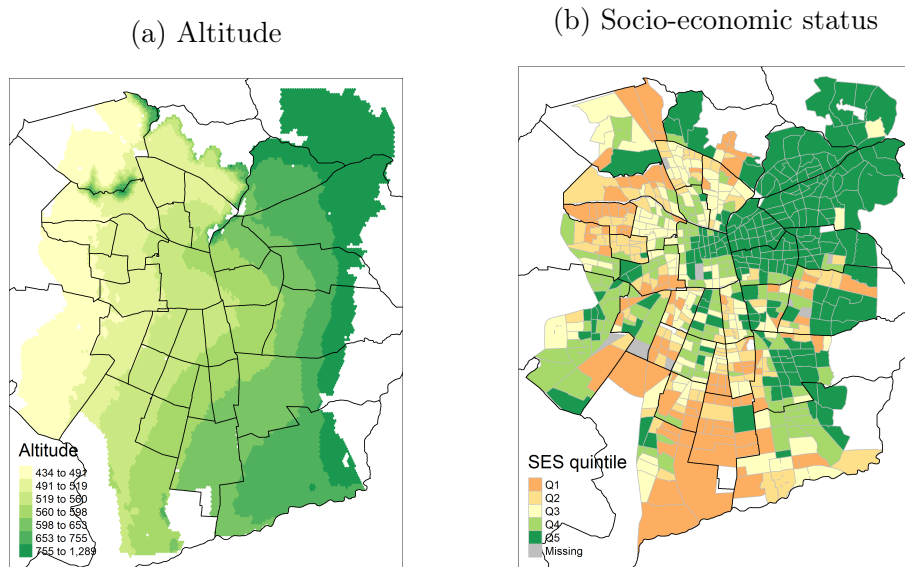 (a) Altitude
(b) Socio-economic status
Altitude
434 to 491
491 to 519
519 to 560
560 to 598
598 to 653
653 to 755
755 to 1,289
SES quintile
Q1
Q2
Q3
Q4
Q5
Missing